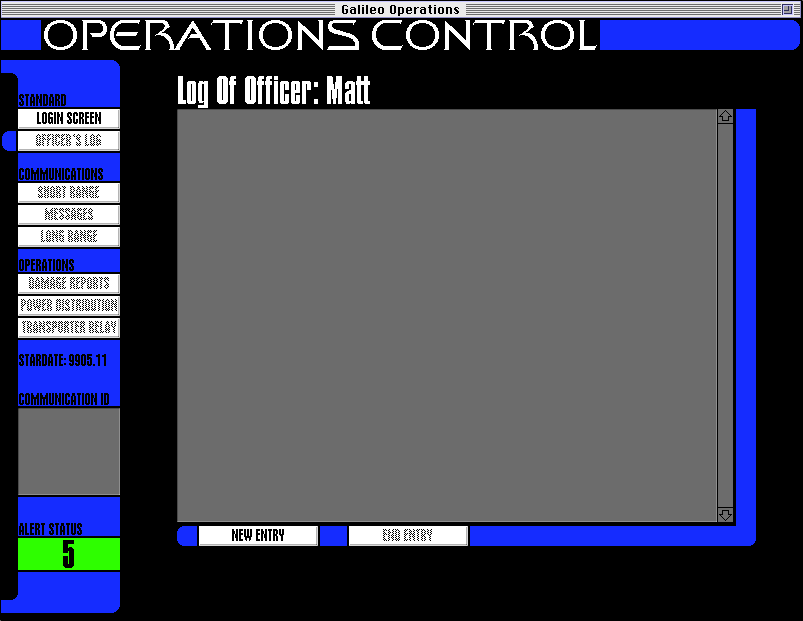 Galileo Operations
OPERATIONS CONTROL
Log Of Officer: Matt
STANDARD
LOGIN SCREEN
OFFICER'S LOG
COMMUNICATIONS
SHORT RANGE
MESSAGES
LONG RANGE
OPERATIONS
DAMAGE REPORTS
POWER DISTRIBUTION
TRANSPORTER RELAY
STARDATE: 9905.11
COMMUNICATION ID
ALERT STATUS
5
NEW ENTRY
END ENTRY